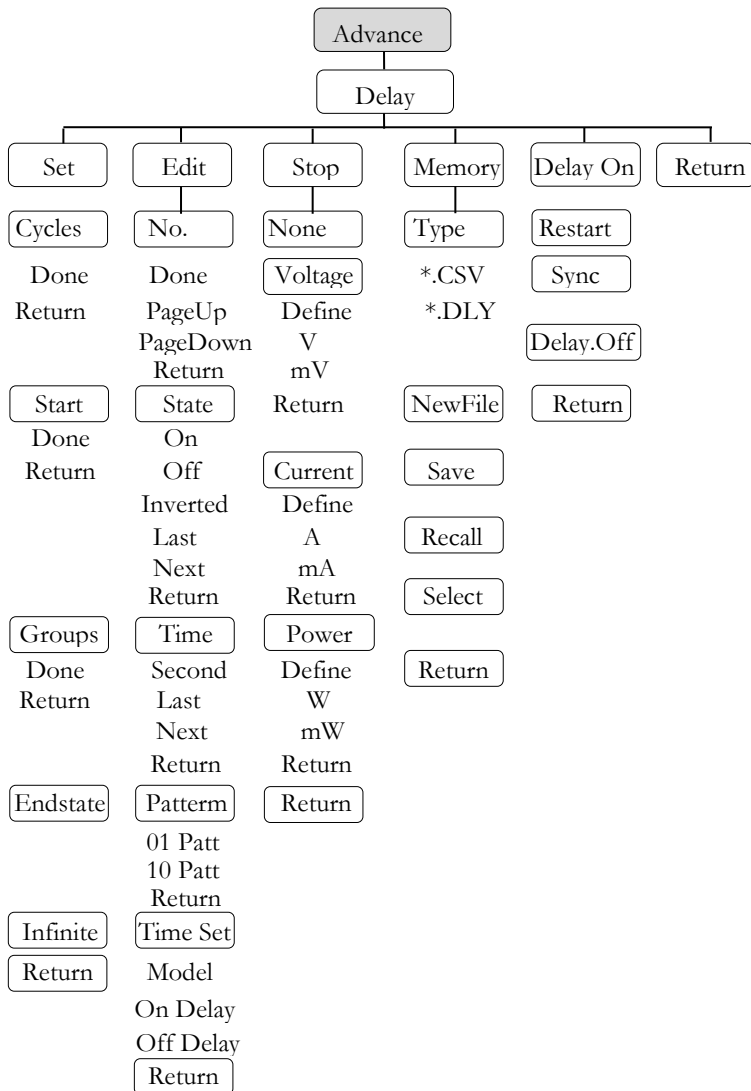 Advance
Delay
Set
Cycles
Done
Return
Start
Done
Return
Groups
Done
Return
Endstate
Infinite
Return
Edit
No.
Done
PageUp
PageDown
Return
State
On
Off
Inverted
Last
Next
Return
Time
Second
Last
Next
Return
Patterm
01 Patt
10 Patt
Return
Time Set
Model
On Delay
Off Delay
Return
Stop
None
Voltage
Define
V
mV
Return
Current
Define
A
mA
Return
Power
Define
W
mW
Return
Return
Memory
Type
*.CSV
*.DLY
NewFile
Save
Recall
Select
Return
Delay On
Restart
Sync
Delay.Off
Return
Return